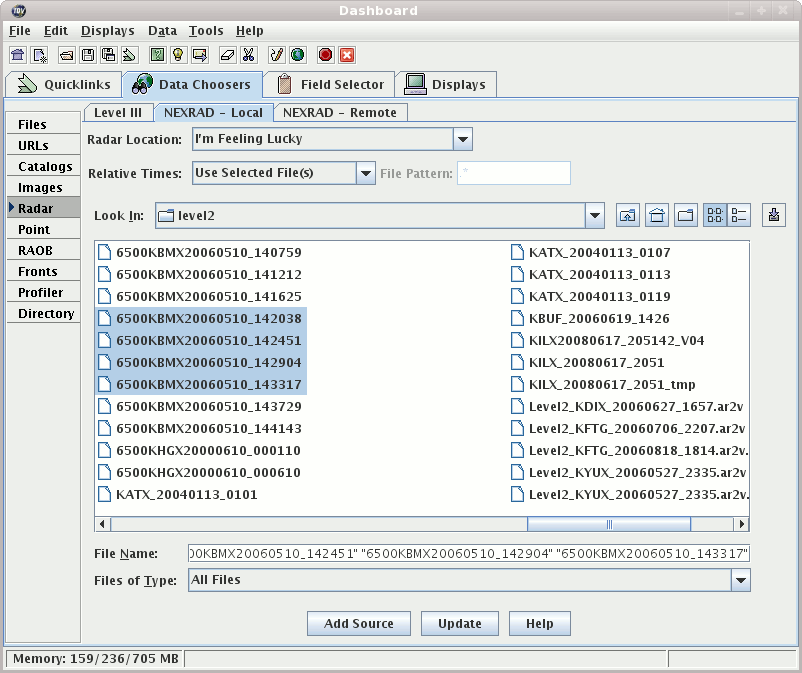 IDV Dashboard
File Edit Displays Data Tools Help
Quicklinks Data Choosers Field Selector Displays
Level III NEXRAD - Local NEXRAD - Remote
Files
URLs
Catalogs
Images
Radar
Point
RAOB
Fronts
Profiler
Directory
Radar Location: I'm Feeling Lucky
Relative Times: Use Selected File(s) File Pattern: .*
Look In: level2
6500KBMX20060510_140759
6500KBMX20060510_141212
6500KBMX20060510_141625
6500KBMX20060510_142038
6500KBMX20060510_142451
6500KBMX20060510_142904
6500KBMX20060510_143317
6500KBMX20060510_143729
6500KBMX20060510_144143
6500KHGX20000610_000110
6500KHGX20000610_000610
KATX_20040113_0101
KATX_20040113_0107
KATX_20040113_0113
KATX_20040113_0119
KBUF_20060619_1426
KILX20080617_205142_V04
KILX_20080617_2051
KILX_20080617_2051_tmp
Level2_KDIX_20060627_1657.ar2v
Level2_KFTG_20060706_2207.ar2v
Level2_KFTG_20060818_1814.ar2v.
Level2_KYUX_20060527_2335.ar2v
Level2_KYUX_20060527_2335.ar2v.
File Name: 00KBMX20060510_142451" "6500KBMX20060510_142904" "6500KBMX20060510_143317"
Files of Type: All Files
Add Source Update Help
Memory: 159/236/705 MB